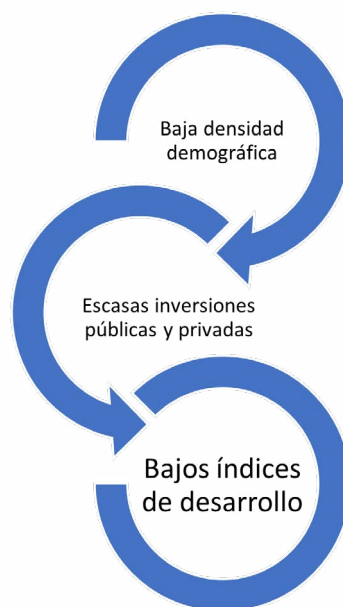 Baja densidad
demográfica
Escasas inversiones
públicas y privadas
Bajos índices
de desarrollo